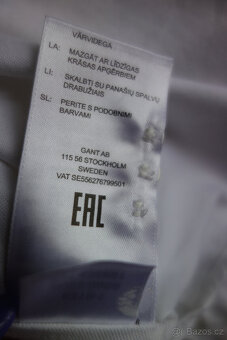 VÄRVIDEGA
LA: MAZGĀT AR LĪDZĪGAS
KRĀSAS APĢĒRBIEM
LI: SKALBTI SU PANAŠIŲ SPALVŲ
DRABUŽIAIS
SL: PERITE S PODOBNIMI
BARVAMI
GANT AB
115 56 STOCKHOLM
SWEDEN
VAT SE556276799501
EAC
© Bazos.cz